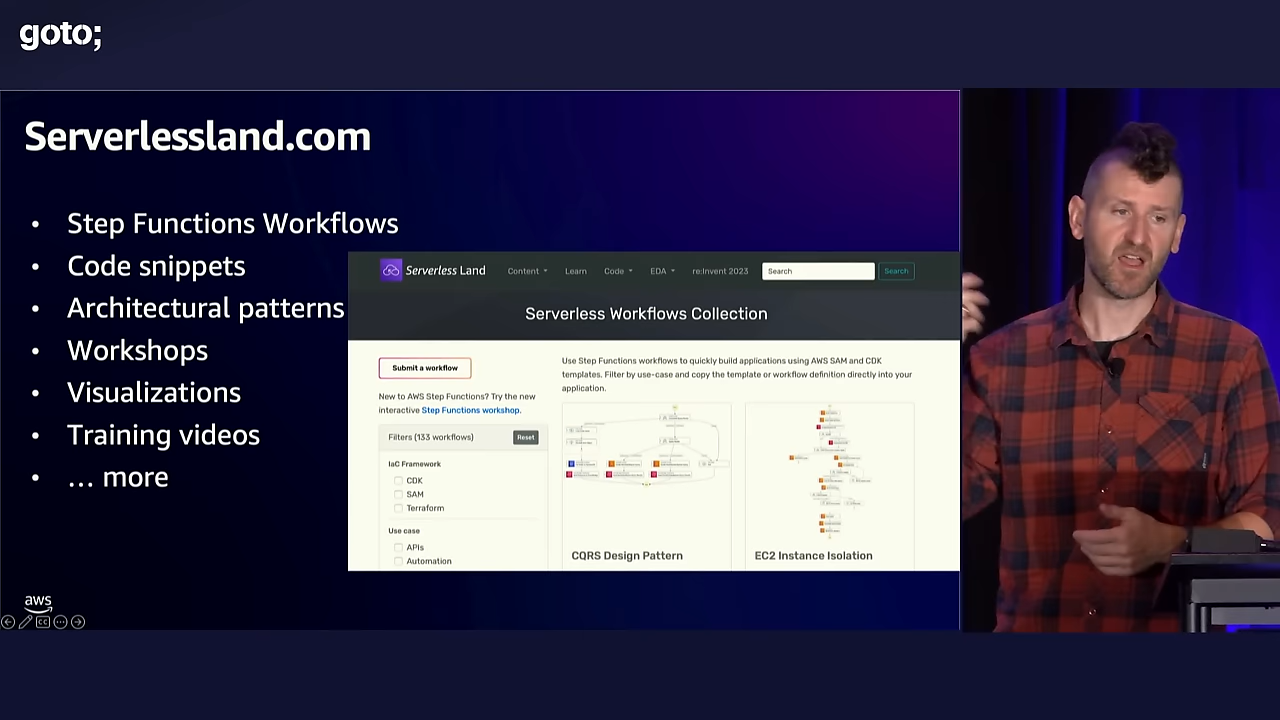 goto;
Serverlessland.com
• Step Functions Workflows
• Code snippets
• Architectural patterns
• Workshops
• Visualizations
• Training videos
• ... more
aws
Serverless Land
Content
Learn
Code
EDA
re:Invent 2023
Search
Search
Serverless Workflows Collection
Submit a workflow
New to AWS Step Functions? Try the new
interactive Step Functions workshop.
Filters (133 workflows)
Reset
IaC Framework
CDK
SAM
Terraform
Use case
APIs
Automation
Use Step Functions workflows to quickly build applications using AWS SAM and CDK
templates. Filter by use-case and copy the template or workflow definition directly into your
application.
CQRS Design Pattern
EC2 Instance Isolation